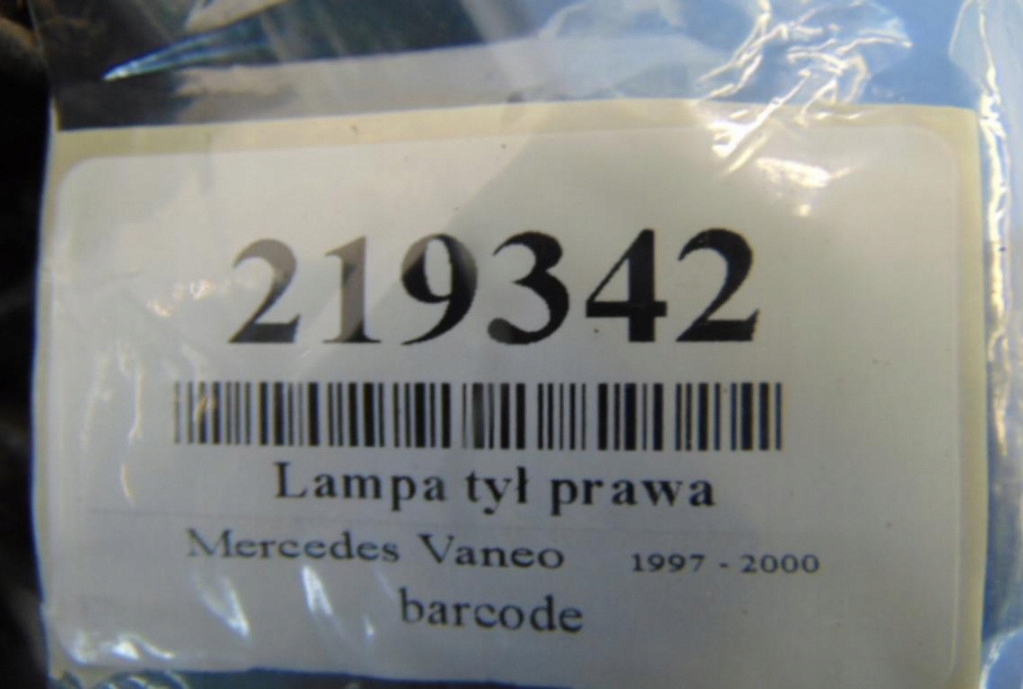 219342
Lampa tył prawa
Mercedes Vaneo 1997 - 2000
barcode